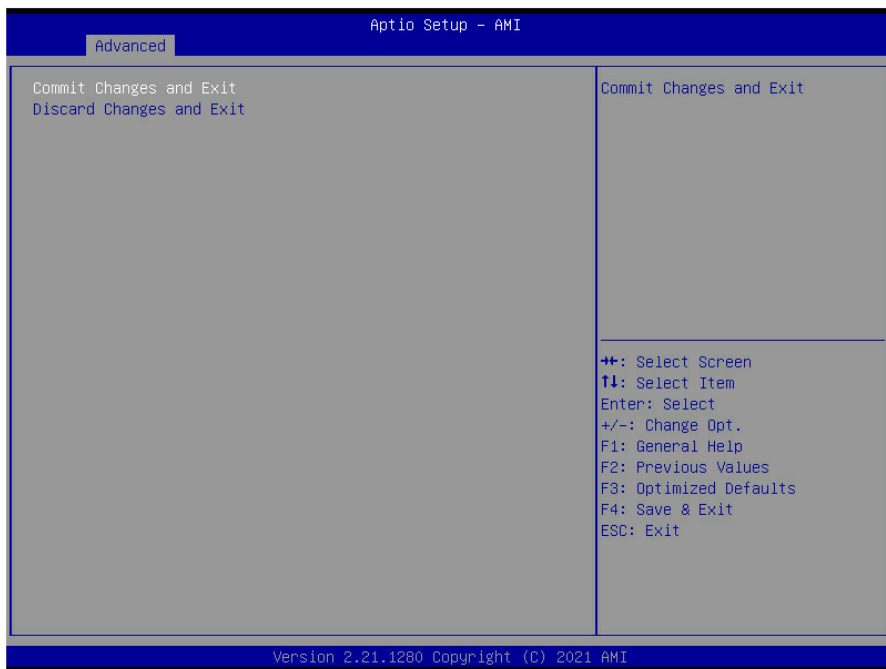 Aptio Setup – AMI
Advanced
Commit Changes and Exit
Discard Changes and Exit
Commit Changes and Exit
→←: Select Screen
↑↓: Select Item
Enter: Select
+/-: Change Opt.
F1: General Help
F2: Previous Values
F3: Optimized Defaults
F4: Save & Exit
ESC: Exit
Version 2.21.1280 Copyright (C) 2021 AMI